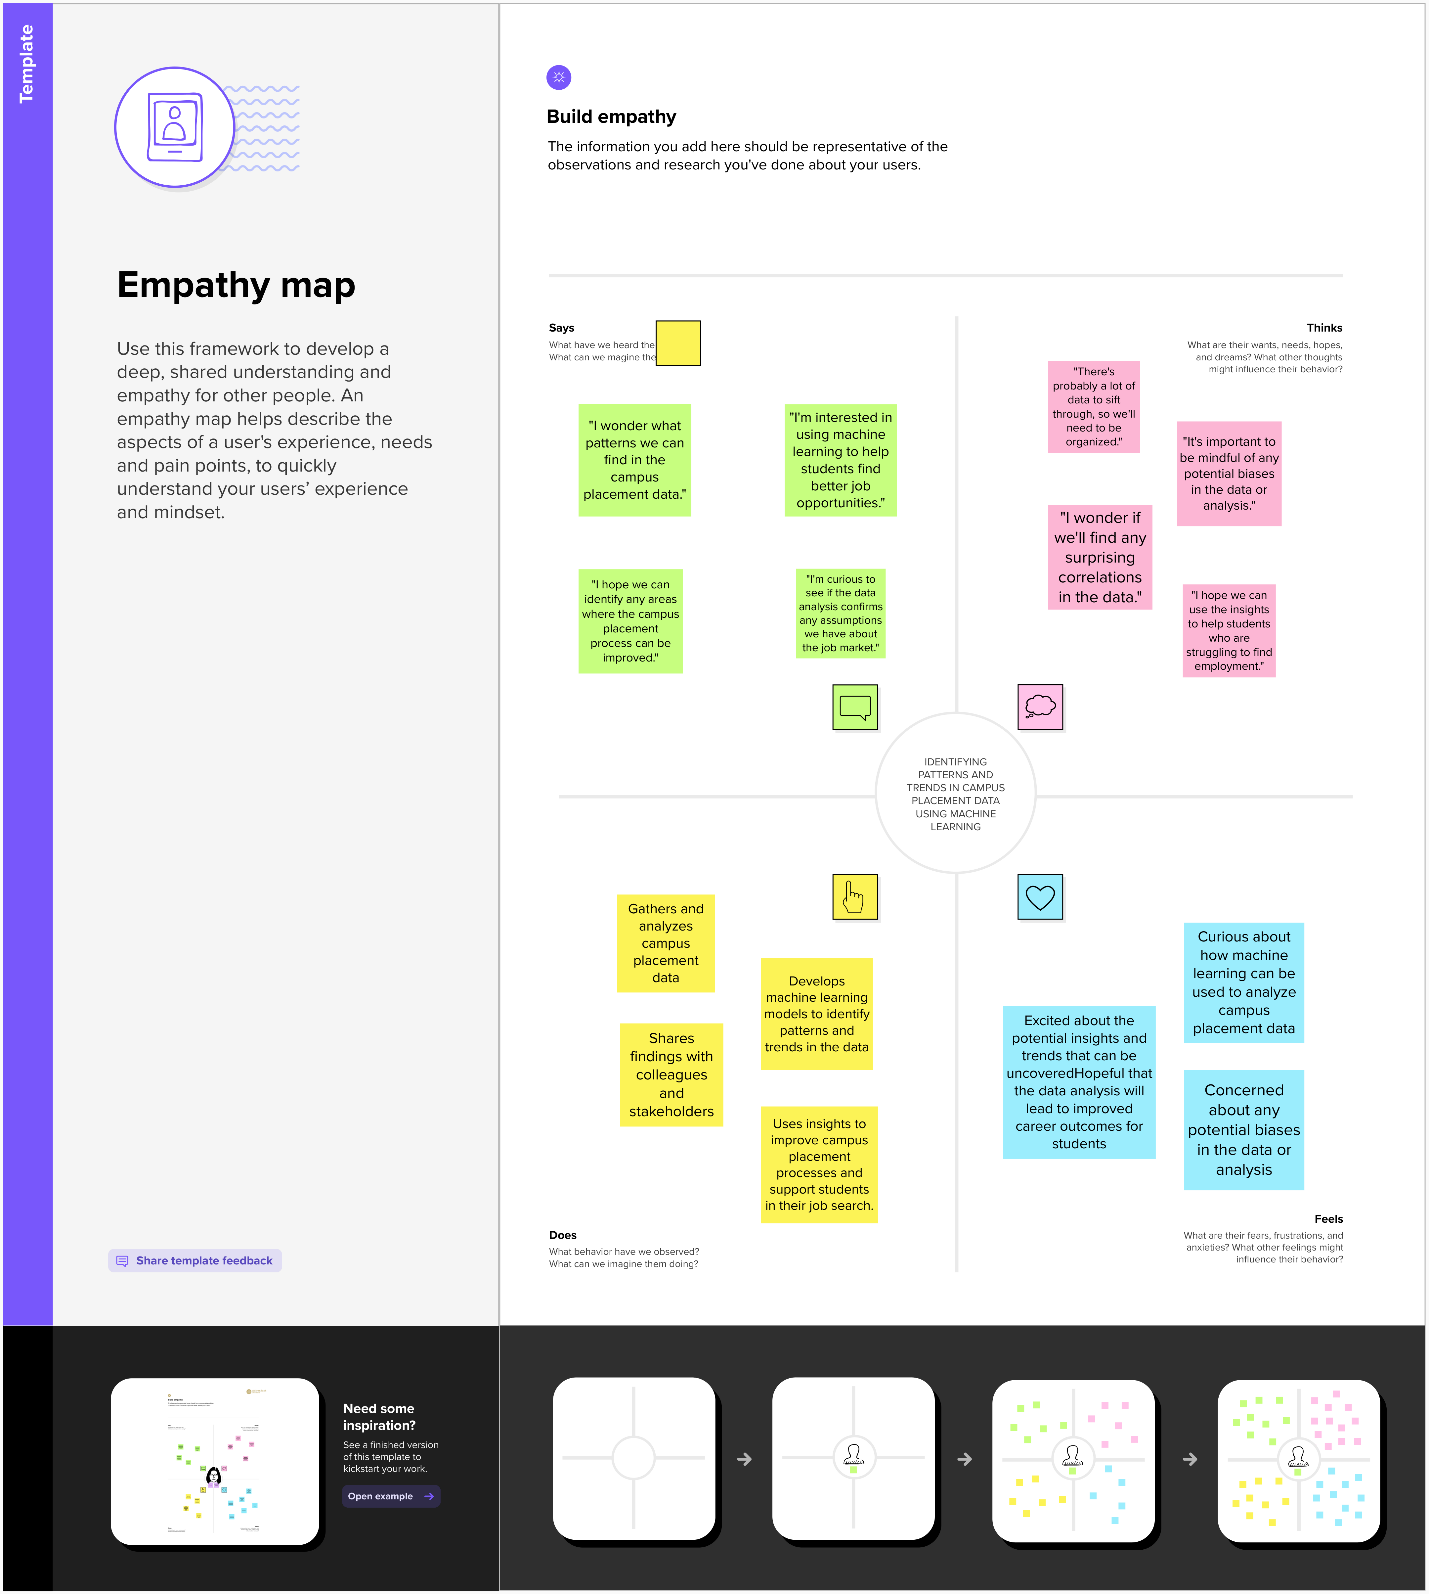 Template
Empathy map
Use this framework to develop a
deep, shared understanding and
empathy for other people. An
empathy map helps describe the
aspects of a user's experience, needs
and pain points, to quickly
understand your users’ experience
and mindset.
Share template feedback
Build empathy
The information you add here should be representative of the
observations and research you've done about your users.
Says
What have we heard the
What can we magine the
"I wonder what
patterns we can
find in the
campus
placement data."
"I'm interested in
using machine
learning to help
students find
better job
opportunities."
"I hope we can
identify any areas
where the campus
placement
process can be
improved."
"I'm curious to
see if the data
analysis confirms
any assumptions
we have about
the job market."
Thinks
What are their wants, needs, hopes,
and dreams? What other thoughts
might influence their behavior?
"There's
probably a lot of
data to sift
through, so we'll
need to be
organized."
"It's important to
be mindful of any
potential biases
in the data or
analysis."
"I wonder if
we'll find any
surprising
correlations
in the data."
"I hope we can
use the insights
to help students
who are
struggling to find
employment."
IDENTIFYING
PATTERNS AND
TRENDS IN CAMPUS
PLACEMENT DATA
USING MACHINE
LEARNING
Gathers and
analyzes
campus
placement
data
Develops
machine learning
models to identify
patterns and
trends in the data
Shares
findings with
colleagues
and
stakeholders
Uses insights to
improve campus
placement
processes and
support students
in their job search.
Does
What behavior have we observed?
What can we imagine them doing?
Curious about
how machine
learning can be
used to analyze
campus
placement data
Excited about the
potential insights and
trends that can be
uncoveredHopeful that
the data analysis will
lead to improved
career outcomes for
students
Concerned
about any
potential biases
in the data or
analysis
Feels
What are their fears, frustrations, and
anxieties? What other feelings might
influence their behavior?
Need some
inspiration?
See a finished version
of this template to
kickstart your work.
Open example